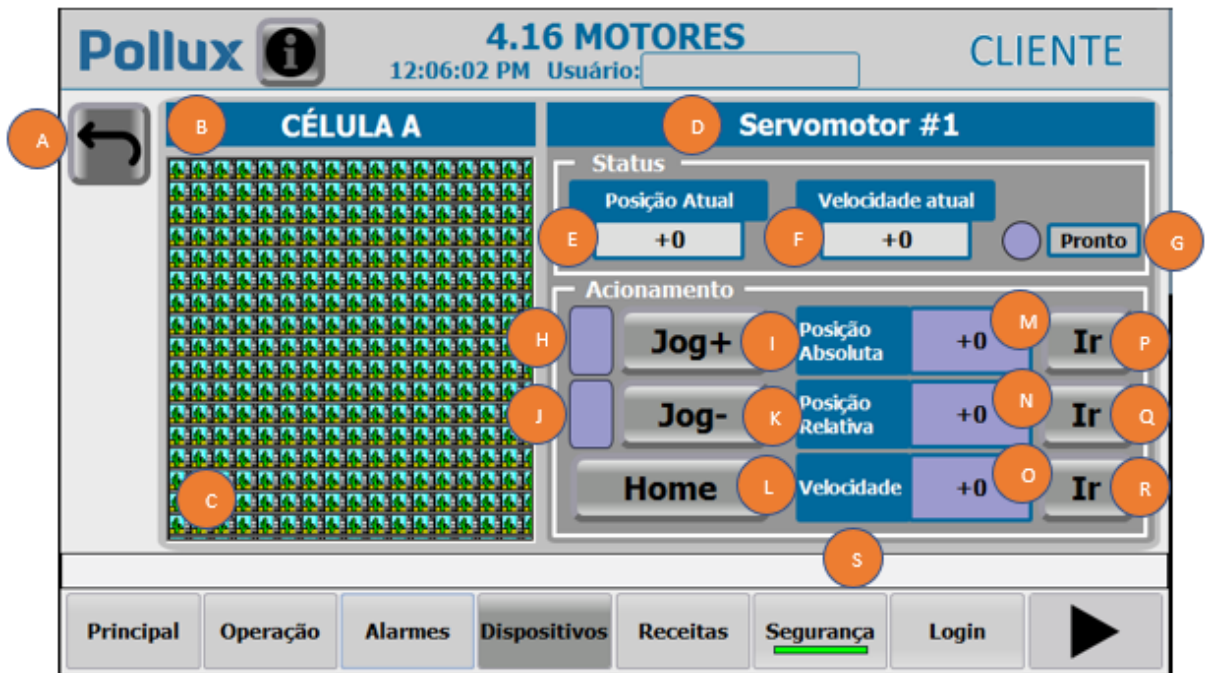 Pollux i 4.16 MOTORES CLIENTE
12:06:02 PM Usuário:
A
B CÉLULA A
D Servomotor #1
Status
Posição Atual Velocidade atual
E +0 F +0 Pronto G
Acionamento
H Jog+ I Posição Absoluta +0 M Ir P
J Jog- K Posição Relativa +0 N Ir Q
C Home L Velocidade +0 O Ir R
S
Principal Operação Alarmes Dispositivos Receitas Segurança Login